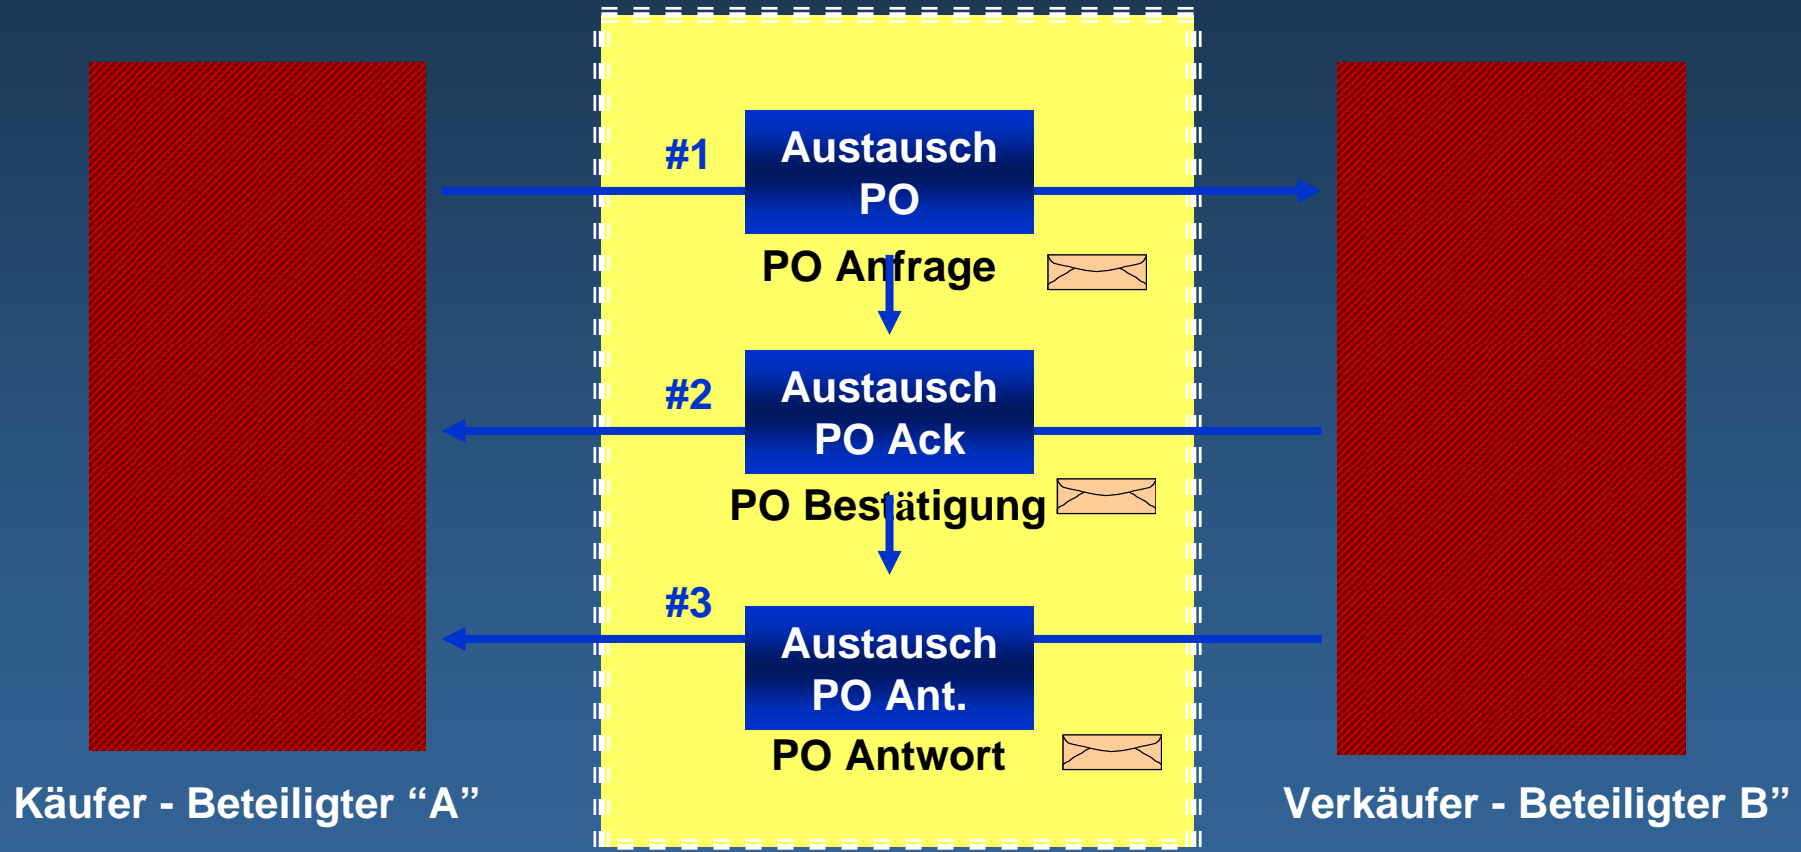 #1
Austausch
PO
PO Anfrage
#2
Austausch
PO Ack
PO Bestätigung
#3
Austausch
PO Ant.
PO Antwort
Käufer - Beteiligter “A”
Verkäufer - Beteiligter B”